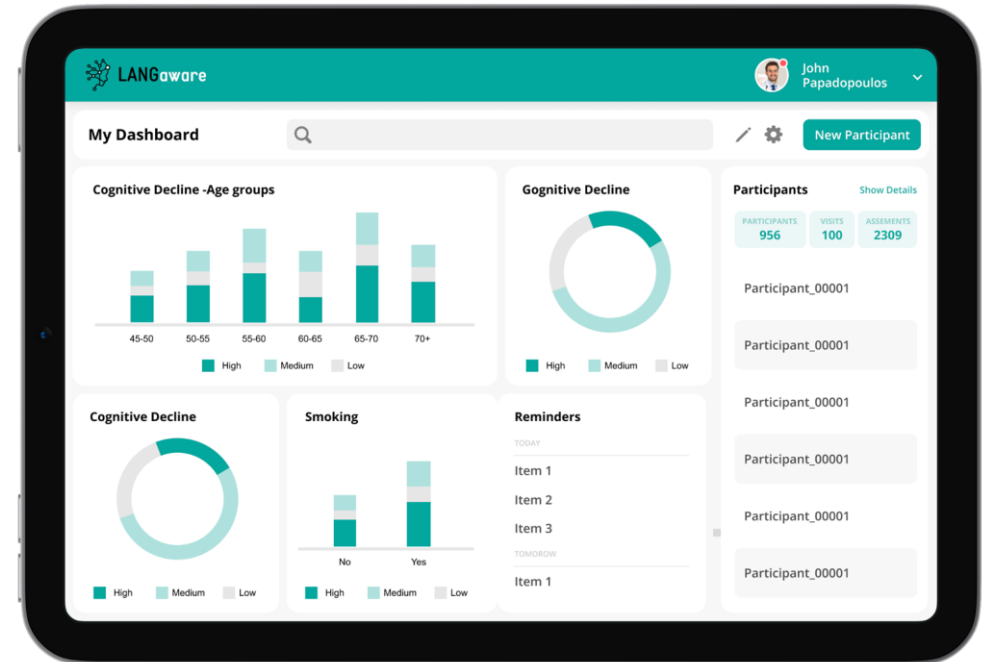 LANGaware
John
Papadopoulos
My Dashboard
New Participant
Cognitive Decline -Age groups
45-50 50-55 55-60 60-65 65-70 70+
High Medium Low
Gognitive Decline
High Medium Low
Participants Show Details
PARTICIPANTS VISITS ASSEMENTS
956 100 2309
Participant_00001
Participant_00001
Participant_00001
Participant_00001
Participant_00001
Participant_00001
Cognitive Decline
High Medium Low
Smoking
No Yes
High Medium Low
Reminders
TODAY
Item 1
Item 2
Item 3
TOMOROW
Item 1